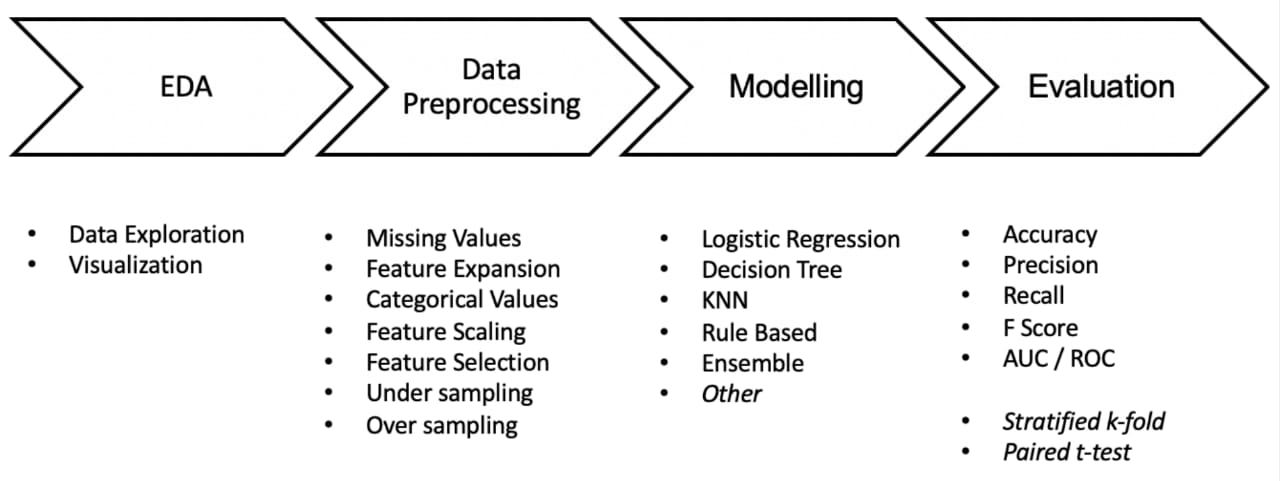 EDA
Data
Preprocessing
Modelling
Evaluation
• Data Exploration
• Visualization
• Missing Values
• Feature Expansion
• Categorical Values
• Feature Scaling
• Feature Selection
• Under sampling
• Over sampling
• Logistic Regression
• Decision Tree
• KNN
• Rule Based
• Ensemble
• Other
• Accuracy
• Precision
• Recall
• F Score
• AUC / ROC
• Stratified k-fold
• Paired t-test